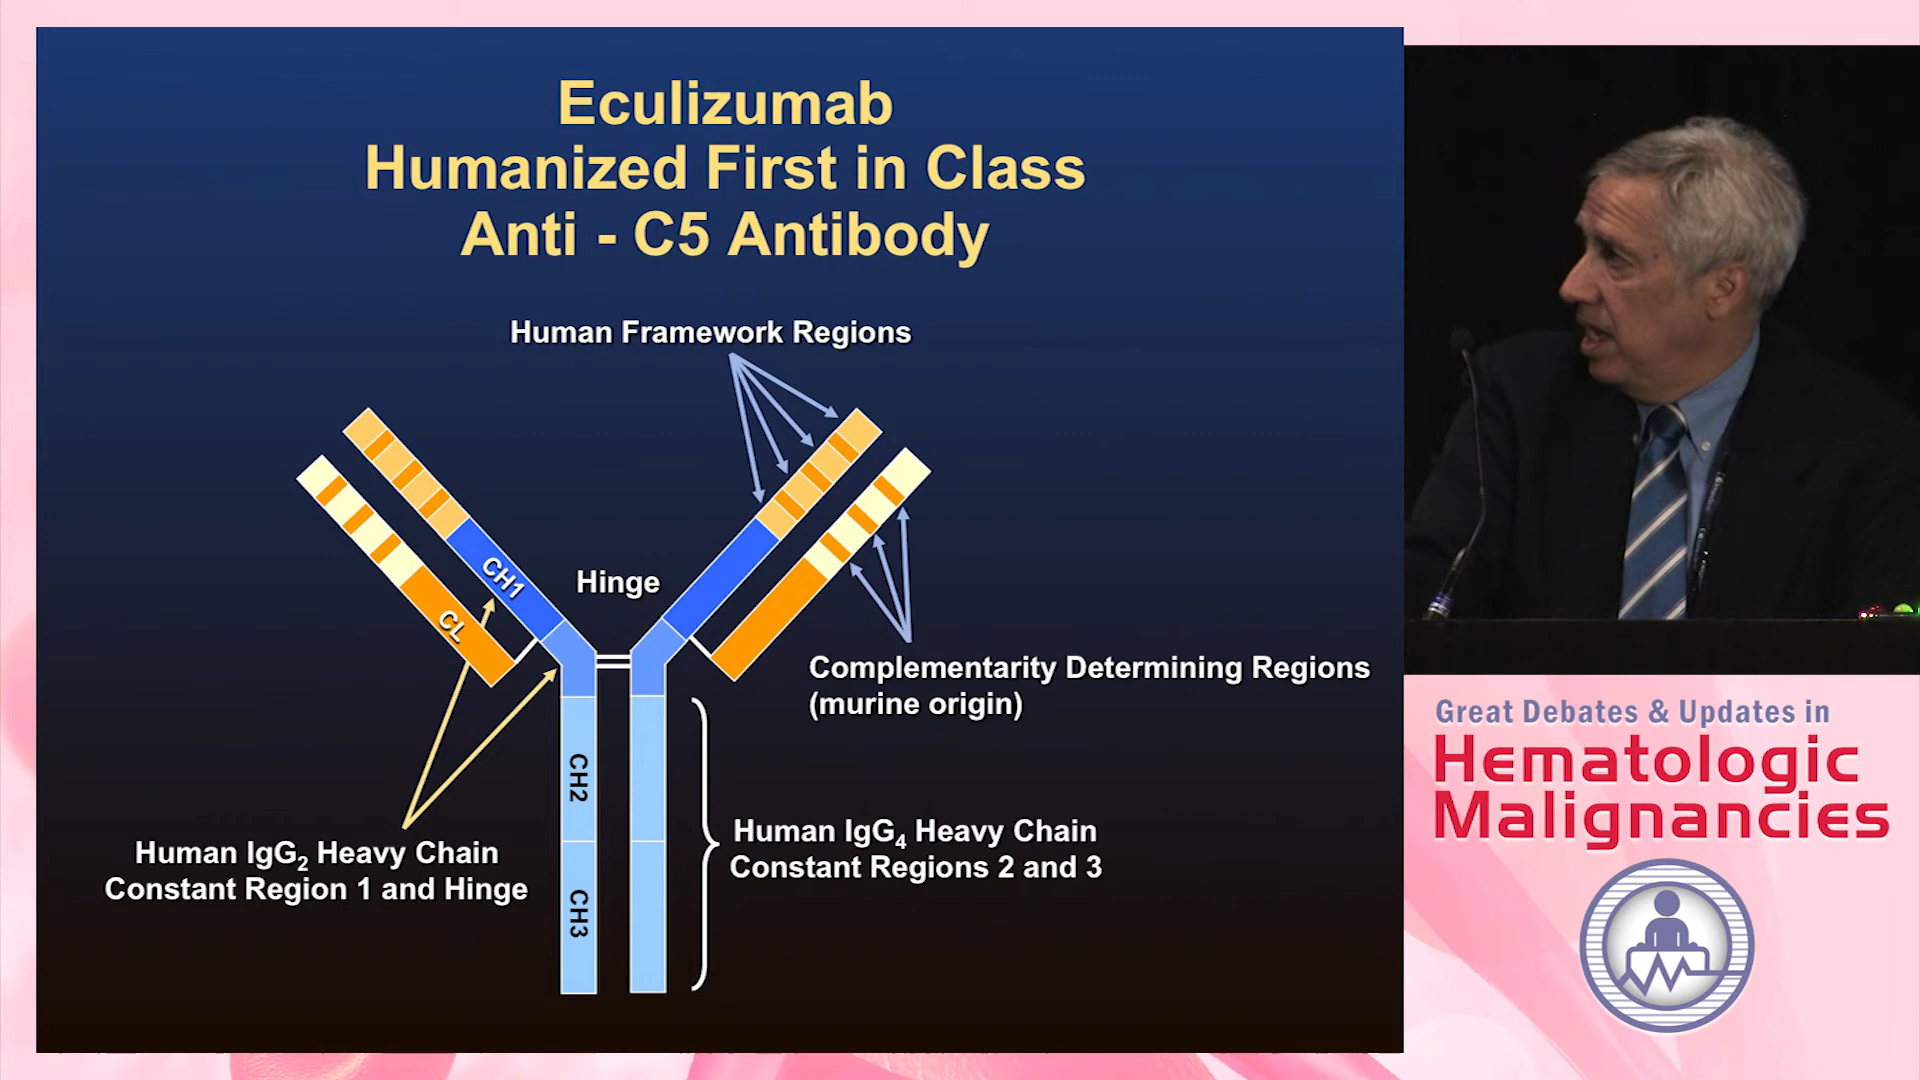 Eculizumab
Humanized First in Class
Anti - C5 Antibody
Human Framework Regions
CH1
CL
Hinge
Complementarity Determining Regions
(murine origin)
CH2
CH3
Human IgG2 Heavy Chain
Constant Region 1 and Hinge
Human IgG4 Heavy Chain
Constant Regions 2 and 3
Great Debates & Updates in
Hematologic
Malignancies